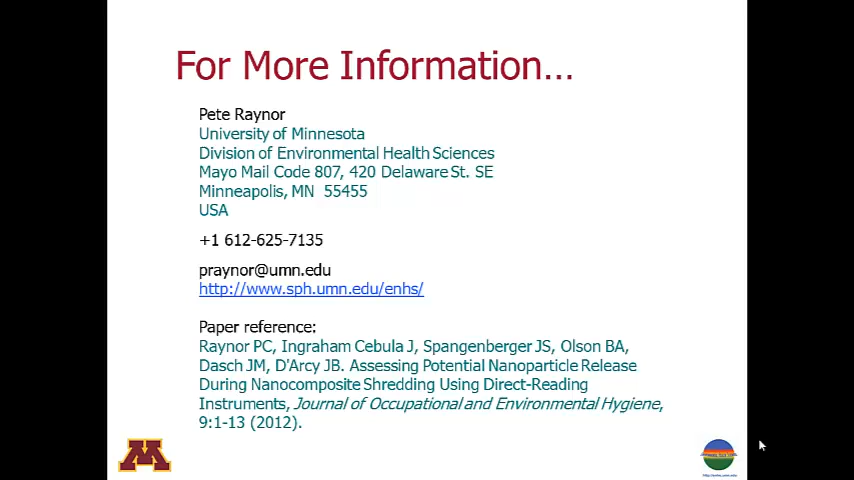 For More Information...
Pete Raynor
University of Minnesota
Division of Environmental Health Sciences
Mayo Mail Code 807, 420 Delaware St. SE
Minneapolis, MN  55455
USA
+1 612-625-7135
praynor@umn.edu
http://www.sph.umn.edu/enhs/
Paper reference:
Raynor PC, Ingraham Cebula J, Spangenberger JS, Olson BA,
Dasch JM, D'Arcy JB. Assessing Potential Nanoparticle Release
During Nanocomposite Shredding Using Direct-Reading
Instruments, Journal of Occupational and Environmental Hygiene,
9:1-13 (2012).
M